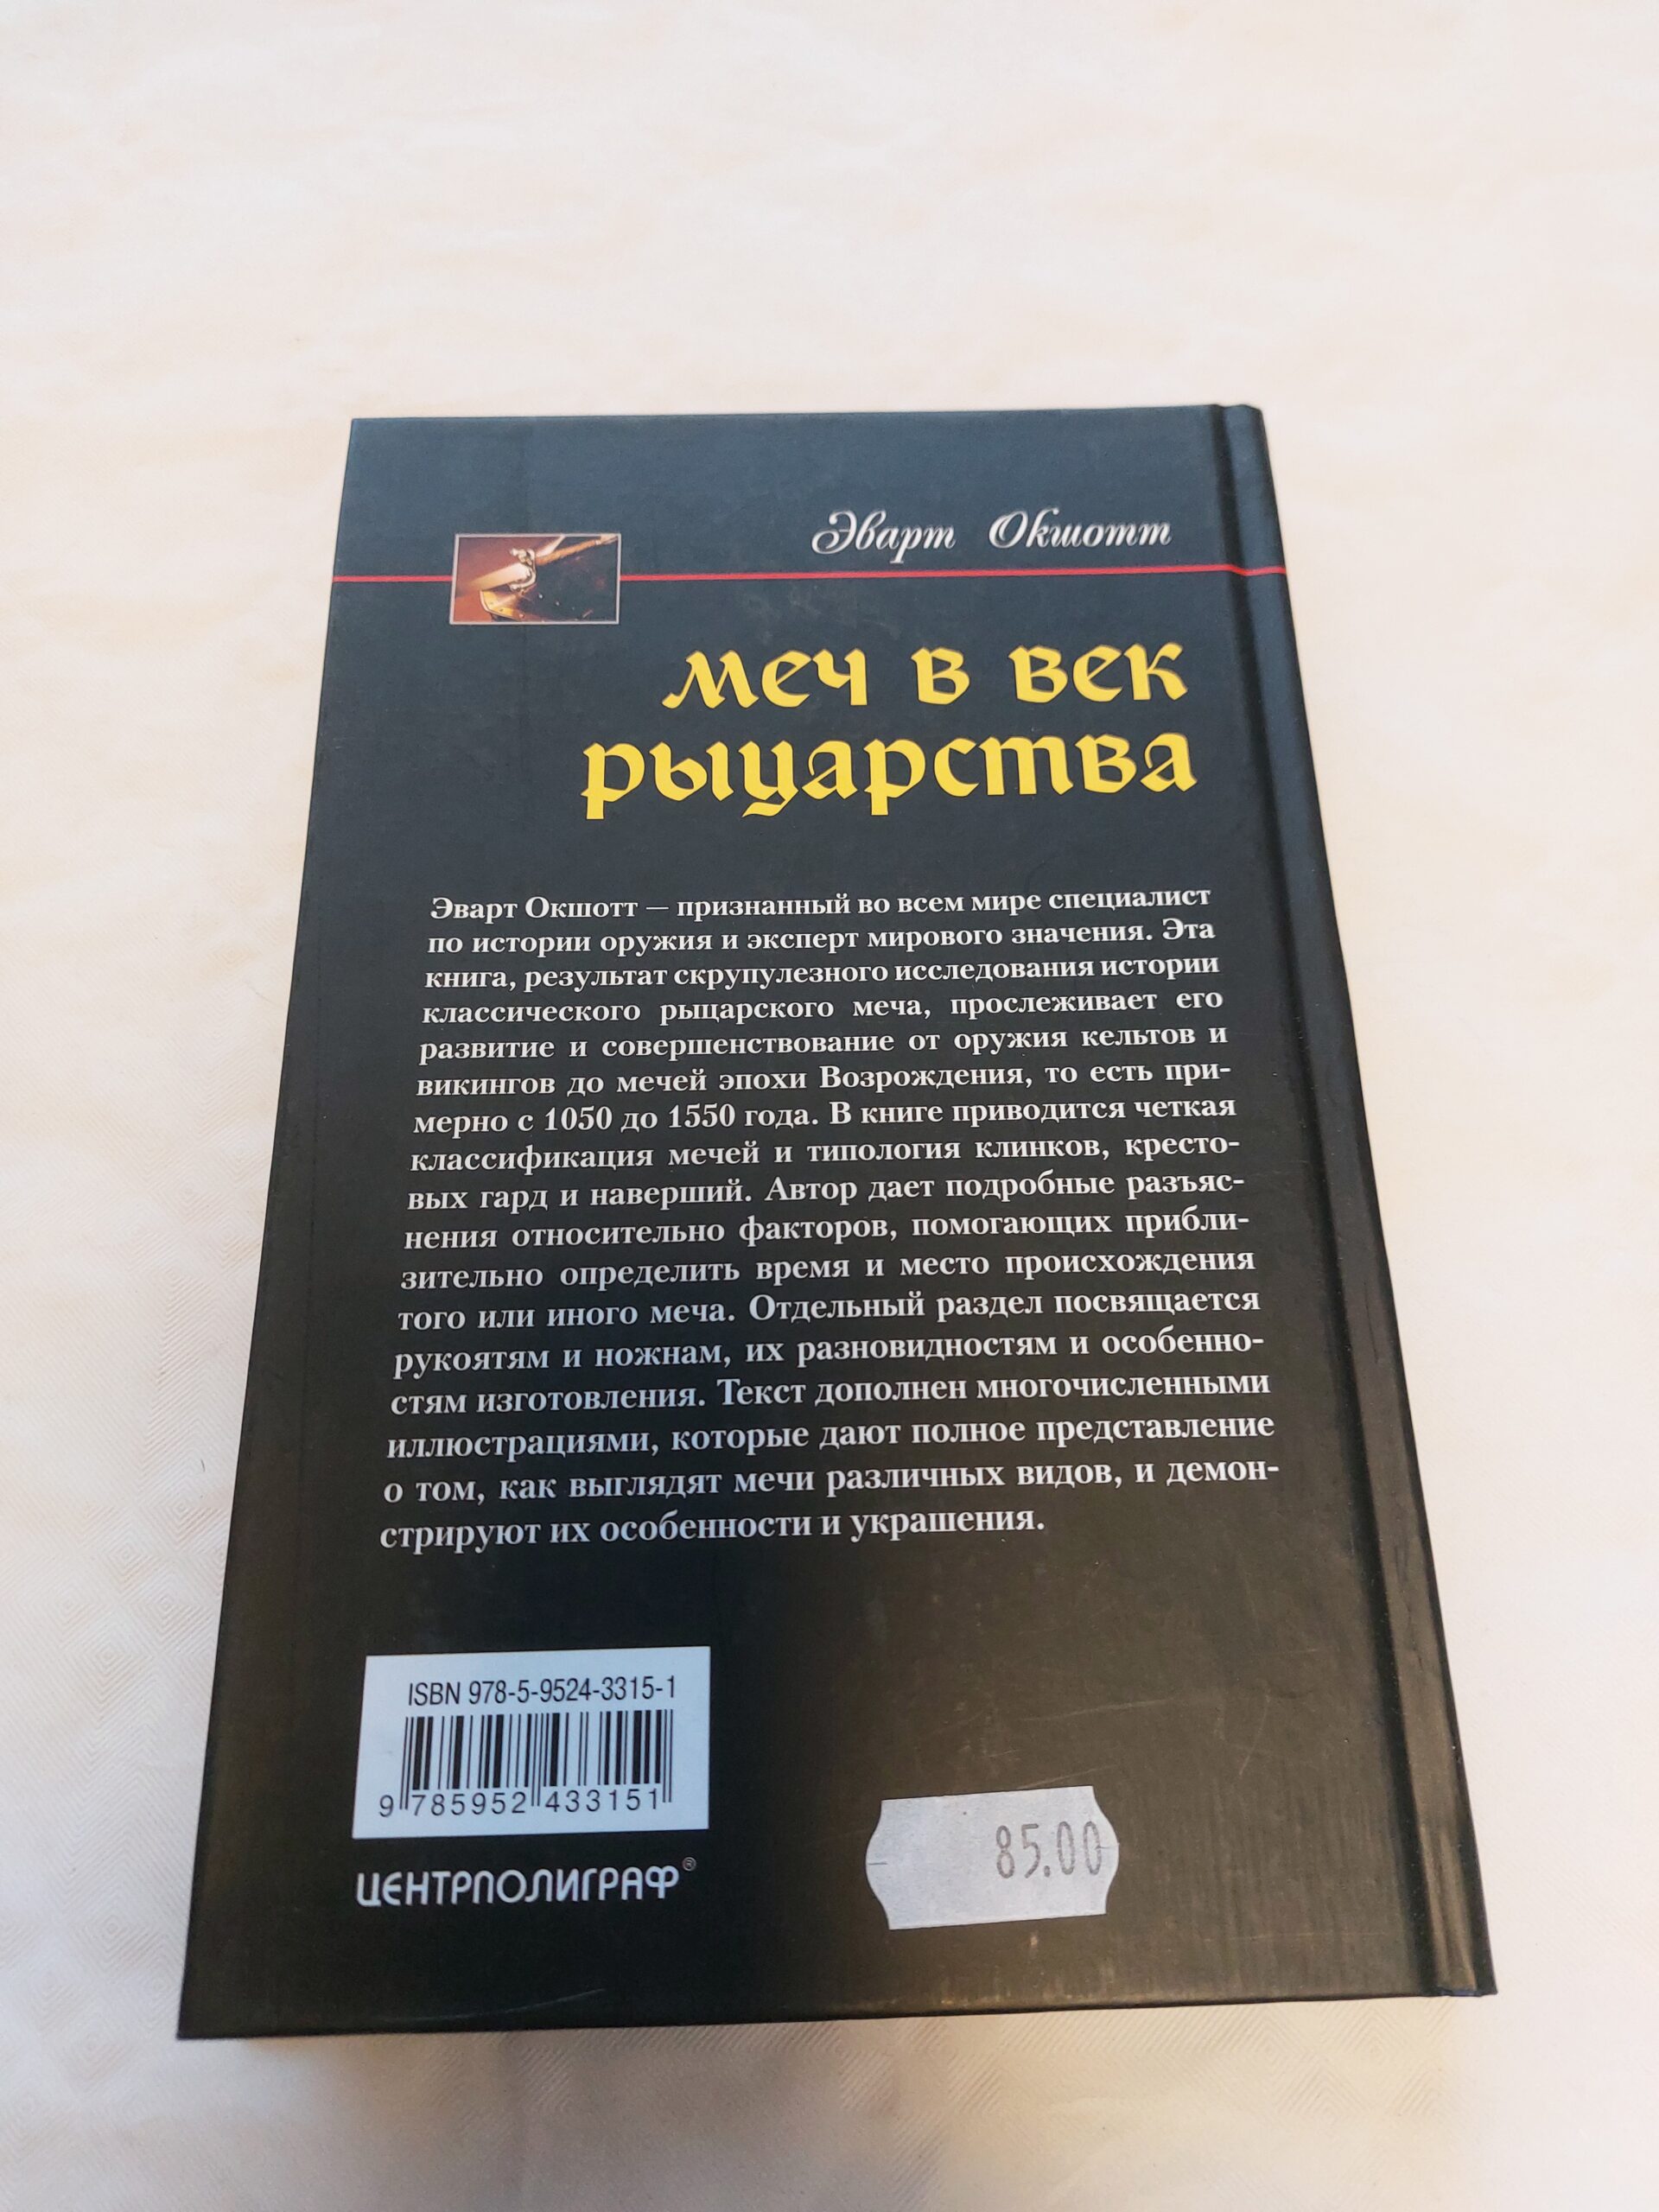 Эварт Окшотт
меч в век
рыцарства
Эварт Окшотт — признанный во всем мире специалист
по истории оружия и эксперт мирового значения. Эта
книга, результат скрупулезного исследования истории
классического рыцарского меча, прослеживает его
развитие и совершенствование от оружия кельтов и
викингов до мечей эпохи Возрождения, то есть при-
мерно с 1050 до 1550 года. В книге приводится четкая
классификация мечей и типология клинков, кресто-
вых гард и наверший. Автор дает подробные разъяс-
нения относительно факторов, помогающих прибли-
зительно определить время и место происхождения
того или иного меча. Отдельный раздел посвящается
рукоятям и ножнам, их разновидностям и особенно-
стям изготовления. Текст дополнен многочисленными
иллюстрациями, которые дают полное представление
о том, как выглядят мечи различных видов, и демон-
стрируют их особенности и украшения.
ISBN 978-5-9524-3315-1
9 785952 433151
ЦЕНТРПОЛИГРАФ®
85.00